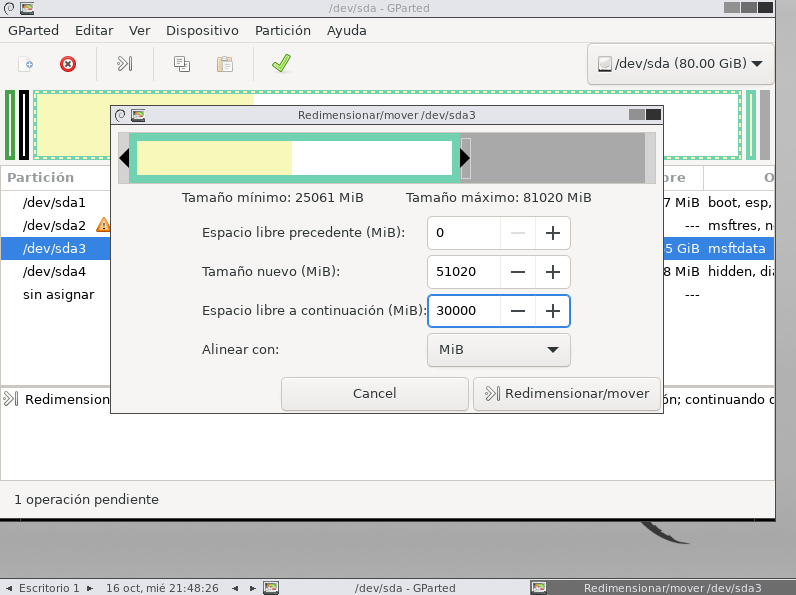 /dev/sda - GParted
GParted Editar Ver Dispositivo Partición Ayuda
/dev/sda (80.00 GiB)
Redimensionar/mover /dev/sda3
Tamaño mínimo: 25061 MiB Tamaño máximo: 81020 MiB
Espacio libre precedente (MiB): 0
Tamaño nuevo (MiB): 51020
Espacio libre a continuación (MiB): 30000
Alinear con: MiB
Cancel Redimensionar/mover
Partición
/dev/sda1 7 MiB boot, esp,
/dev/sda2 --- msftres, n
/dev/sda3 5 GiB msftdata
/dev/sda4 8 MiB hidden, dia
sin asignar ---
Redimension ón; continuando d
1 operación pendiente
Escritorio 1 16 oct, mié 21:48:26 /dev/sda - GParted Redimensionar/mover /dev/sda3